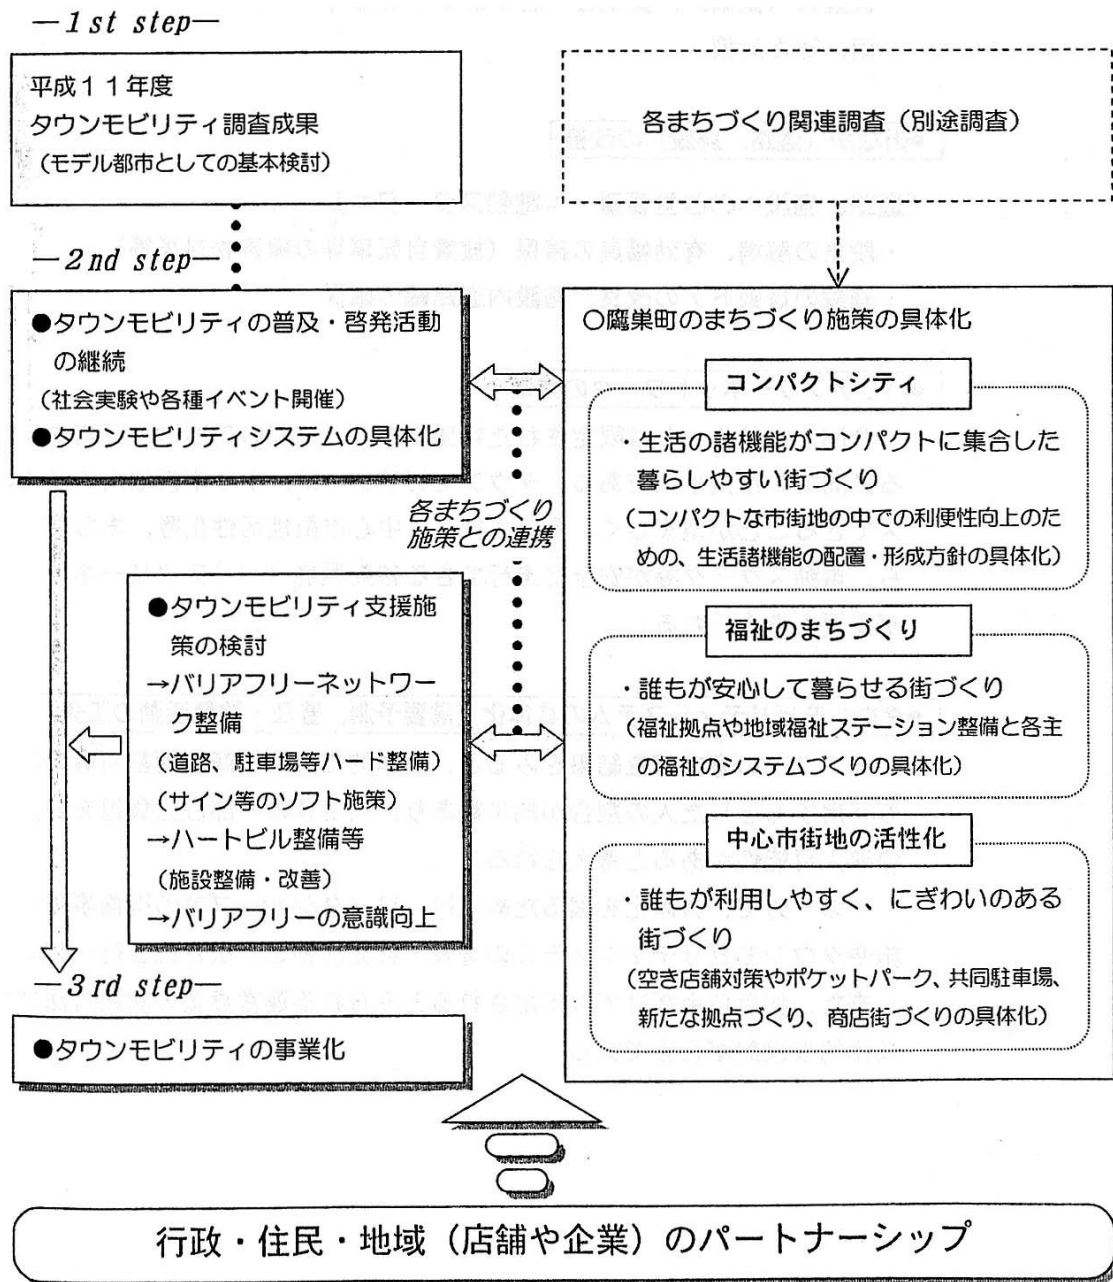 —1st step—
平成１１年度
タウンモビリティ調査成果
(モデル都市としての基本検討)
各まちづくり関連調査（別途調査）
—2nd step—
●タウンモビリティの普及・啓発活動
の継続
(社会実験や各種イベント開催)
●タウンモビリティシステムの具体化
各まちづくり
施策との連携
●タウンモビリティ支援施
策の検討
→バリアフリーネットワー
ク整備
(道路、駐車場等ハード整備)
(サイン等のソフト施策)
→ハートビル整備等
(施設整備・改善)
→バリアフリーの意識向上
—3rd step—
●タウンモビリティの事業化
○鷹巣町のまちづくり施策の具体化
コンパクトシティ
・生活の諸機能がコンパクトに集合した
暮らしやすい街づくり
(コンパクトな市街地の中での利便性向上のた
めの、生活諸機能の配置・形成方針の具体化)
福祉のまちづくり
・誰もが安心して暮らせる街づくり
(福祉拠点や地域福祉ステーション整備と各主
の福祉のシステムづくりの具体化)
中心市街地の活性化
・誰もが利用しやすく、にぎわいのある
街づくり
(空き店舗対策やポケットパーク、共同駐車場、
新たな拠点づくり、商店街づくりの具体化)
行政・住民・地域（店舗や企業）のパートナーシップ